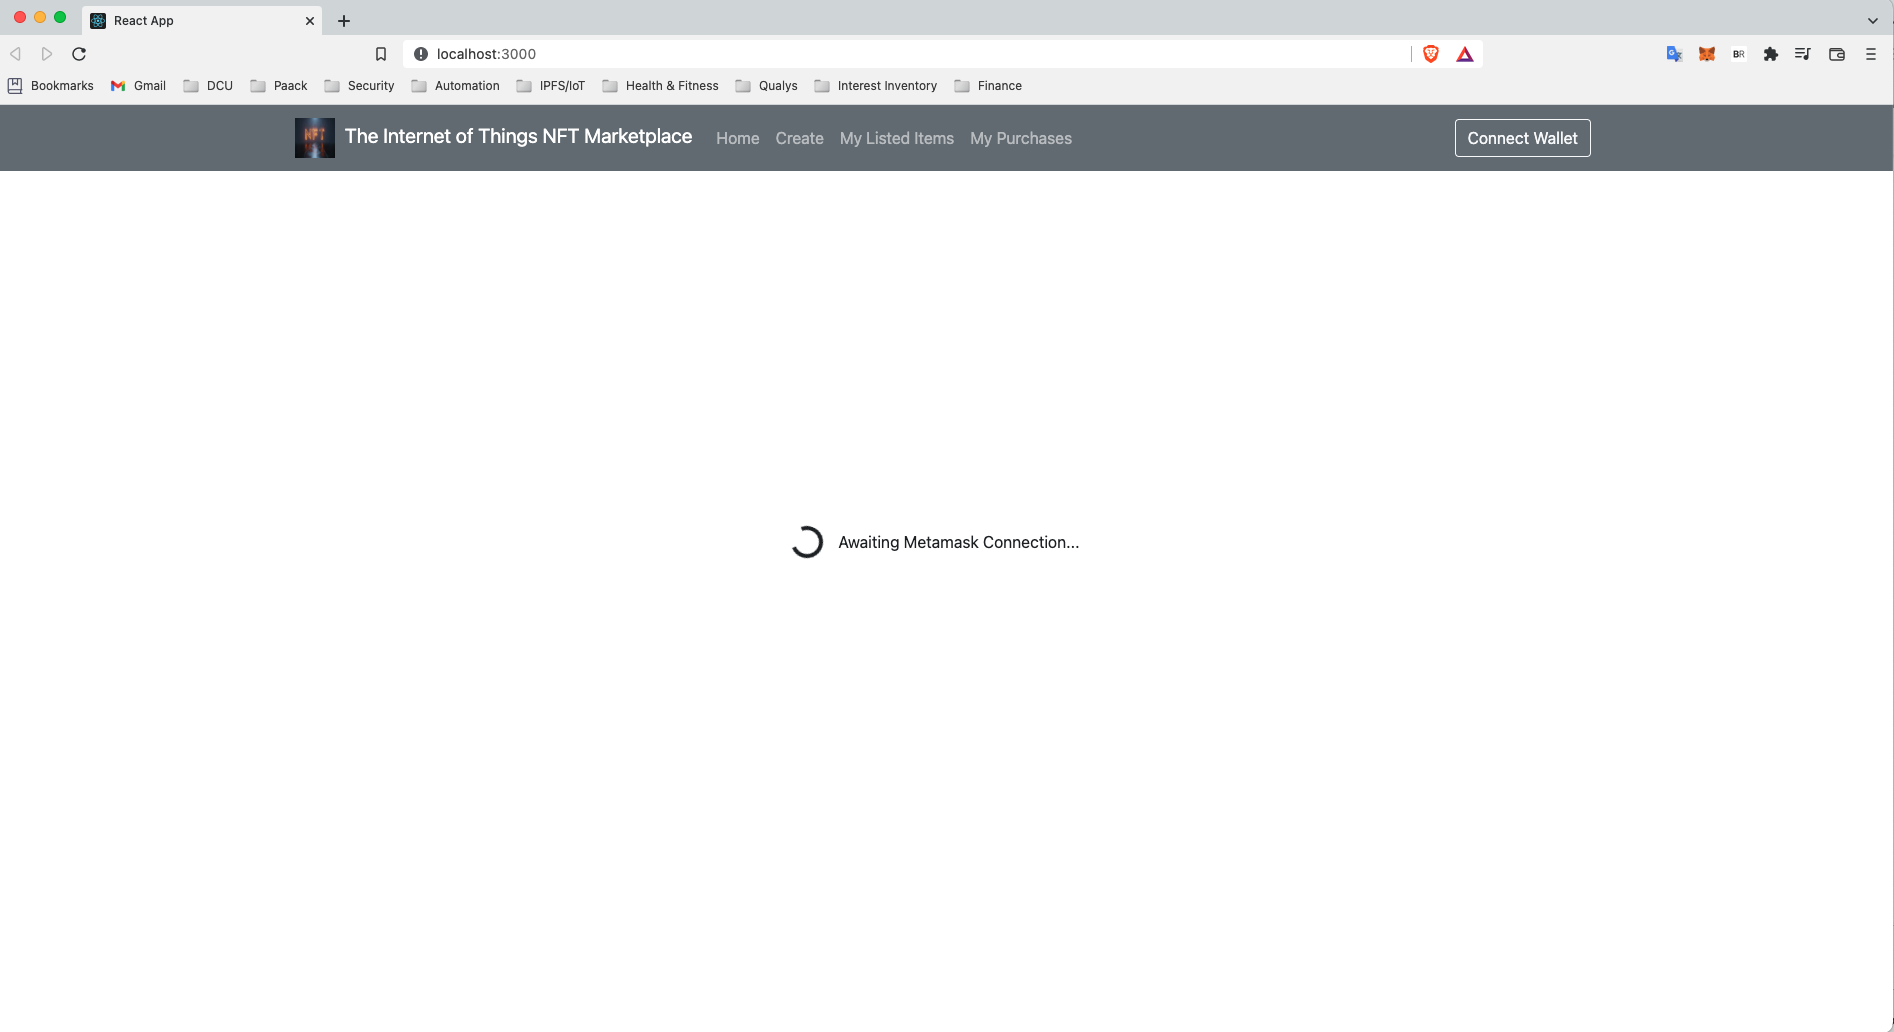 React App
localhost:3000
BR
Bookmarks Gmail DCU Paack Security Automation IPFS/IoT Health & Fitness Qualys Interest Inventory Finance
NFT The Internet of Things NFT Marketplace Home Create My Listed Items My Purchases Connect Wallet
Awaiting Metamask Connection...